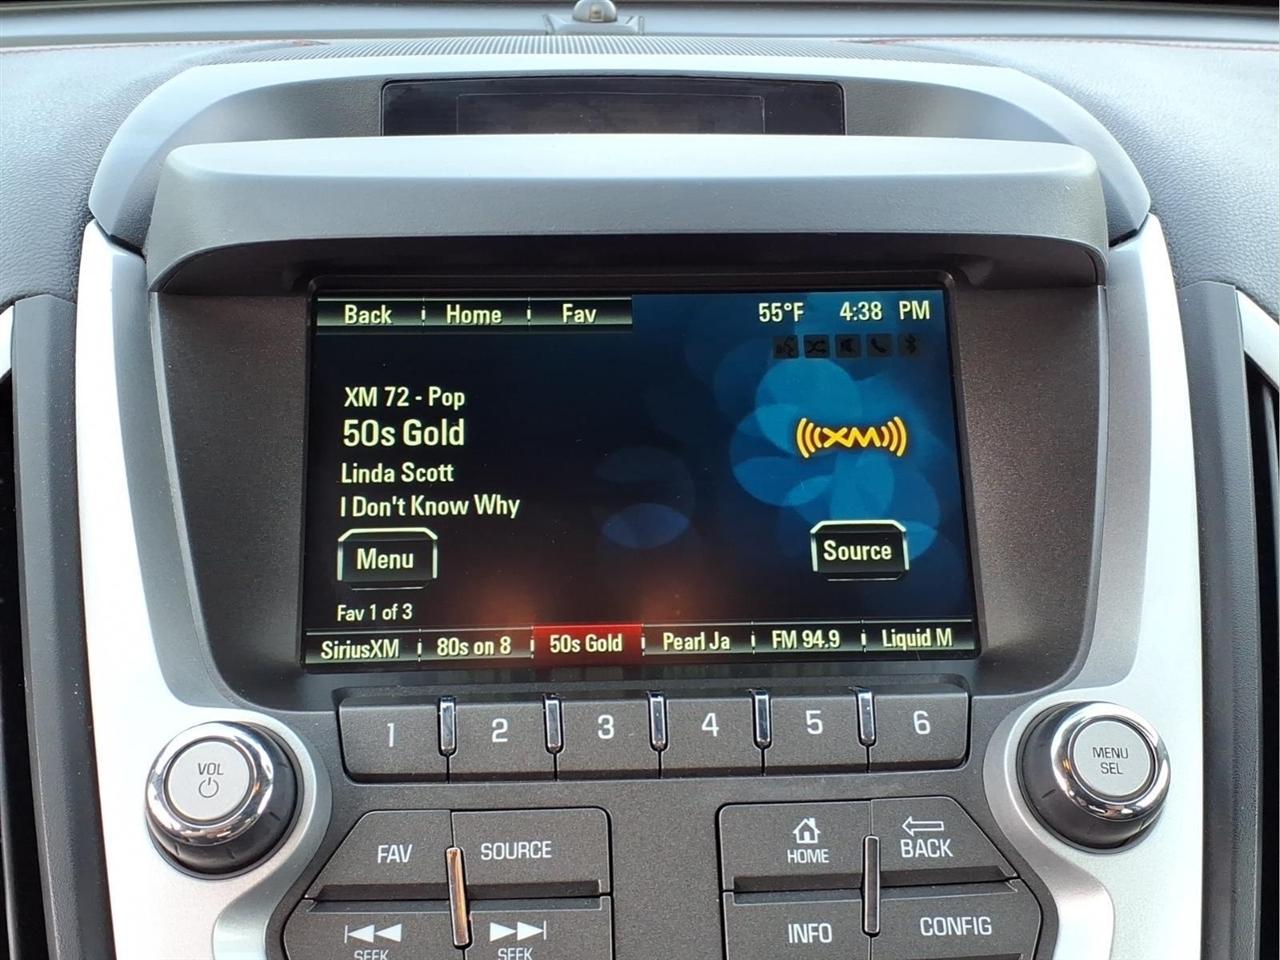 Back Home Fav 55°F 4:38 PM
XM 72 - Pop
50s Gold
XM
Linda Scott
I Don't Know Why
Menu Source
Fav 1 of 3
SiriusXM 80s on 8 50s Gold Pearl Ja FM 94.9 Liquid M
1 2 3 4 5 6
VOL
MENU
SEL
FAV SOURCE HOME BACK
SEEK SEEK INFO CONFIG